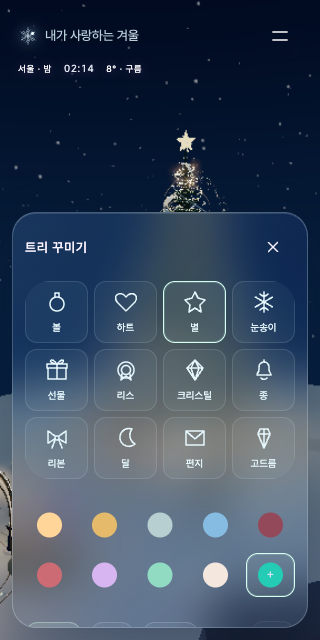 내가 사랑하는 겨울
서울 · 밤 02:14 8° · 구름
트리 꾸미기
볼 하트 별 눈송이
선물 리스 크리스털 종
리본 달 편지 고드름